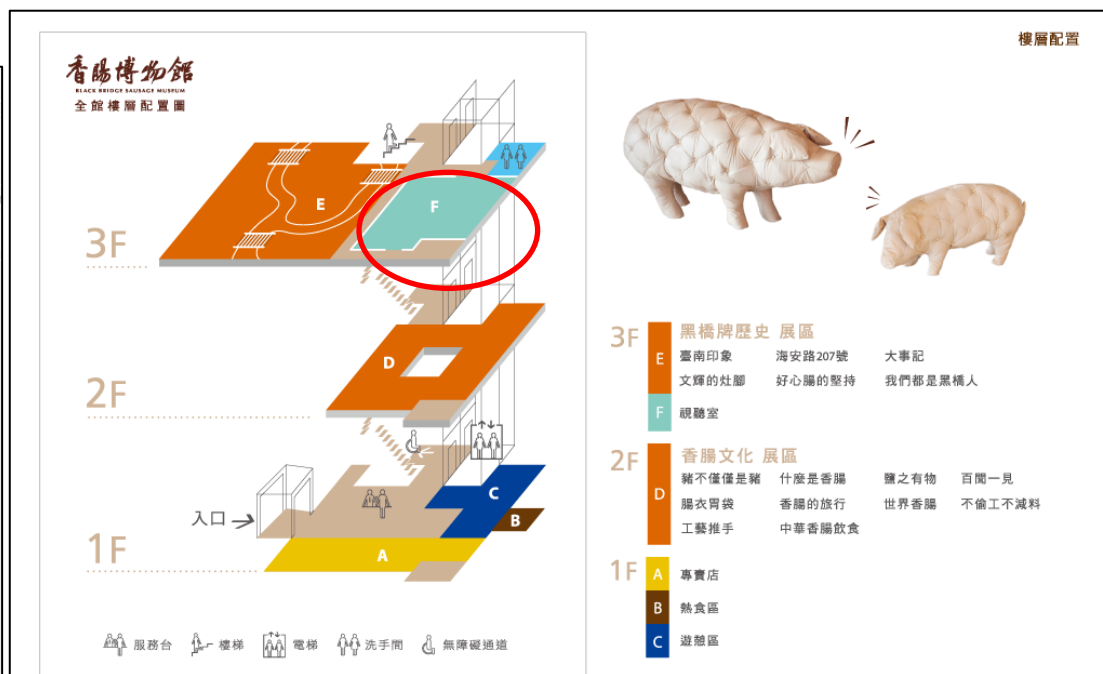 樓層配置
香腸博物館
BLACK BRIDGE SAUSAGE MUSEUM
全館樓層配置圖
E
F
3F
D
2F
入口
C
B
A
1F
服務台 樓梯 電梯 洗手間 無障礙通道
3F
黑橋牌歷史 展區
E
臺南印象 海安路207號 大事記
文輝的灶腳 好心腸的堅持 我們都是黑橋人
F 視聽室
2F
香腸文化 展區
D
豬不僅僅是豬 什麼是香腸 鹽之有物 百聞一見
腸衣胃袋 香腸的旅行 世界香腸 不偷工不減料
工藝推手 中華香腸飲食
1F
A 專賣店
B 熱食區
C 遊憩區